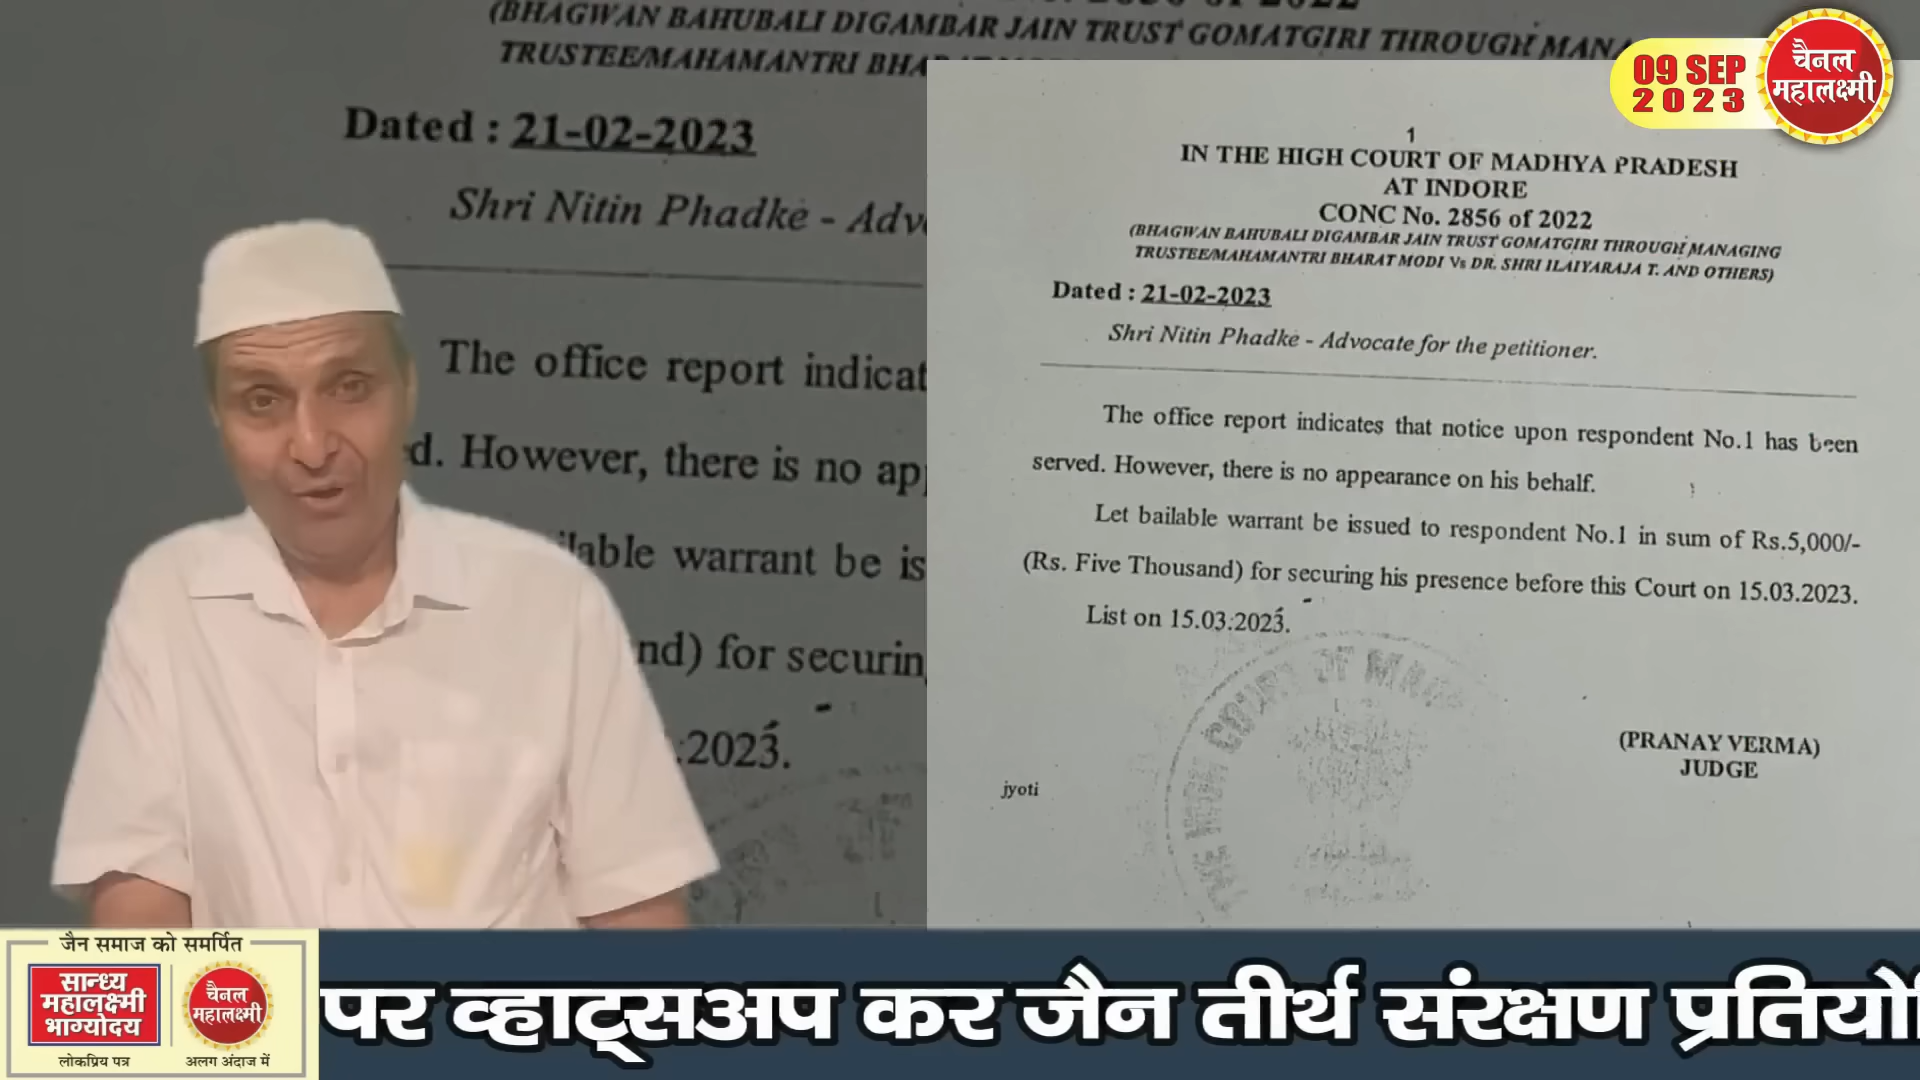 (BHAGWAN BAHUBALI DIGAMBAR JAIN TRUST GOMATGIRI THROUGH MANA
TRUSTEE/MAHAMANTRI BHA
Dated : 21-02-2023
Shri Nitin Phadke - Adv
The office report indicat
d. However, there is no ap
lable warrant be is
nd) for securin
.2023.
09 SEP
2023
चैनल
महालक्ष्मी
1
IN THE HIGH COURT OF MADHYA PRADESH
AT INDORE
CONC No. 2856 of 2022
(BHAGWAN BAHUBALI DIGAMBAR JAIN TRUST GOMATGIRI THROUGH MANAGING
TRUSTEE/MAHAMANTRI BHARAT MODI Vs DR. SHRI ILAIYARAJA T. AND OTHERS)
Dated : 21-02-2023
Shri Nitin Phadke - Advocate for the petitioner.
The office report indicates that notice upon respondent No.1 has been
served. However, there is no appearance on his behalf.
Let bailable warrant be issued to respondent No.1 in sum of Rs.5,000/-
(Rs. Five Thousand) for securing his presence before this Court on 15.03.2023.
List on 15.03.2023.
(PRANAY VERMA)
JUDGE
jyoti
जैन समाज को समर्पित
सान्ध्य
महालक्ष्मी
भाग्योदय
लोकप्रिय पत्र
चैनल
महालक्ष्मी
अलग अंदाज में
पर व्हाट्सअप कर जैन तीर्थ संरक्षण प्रतियो